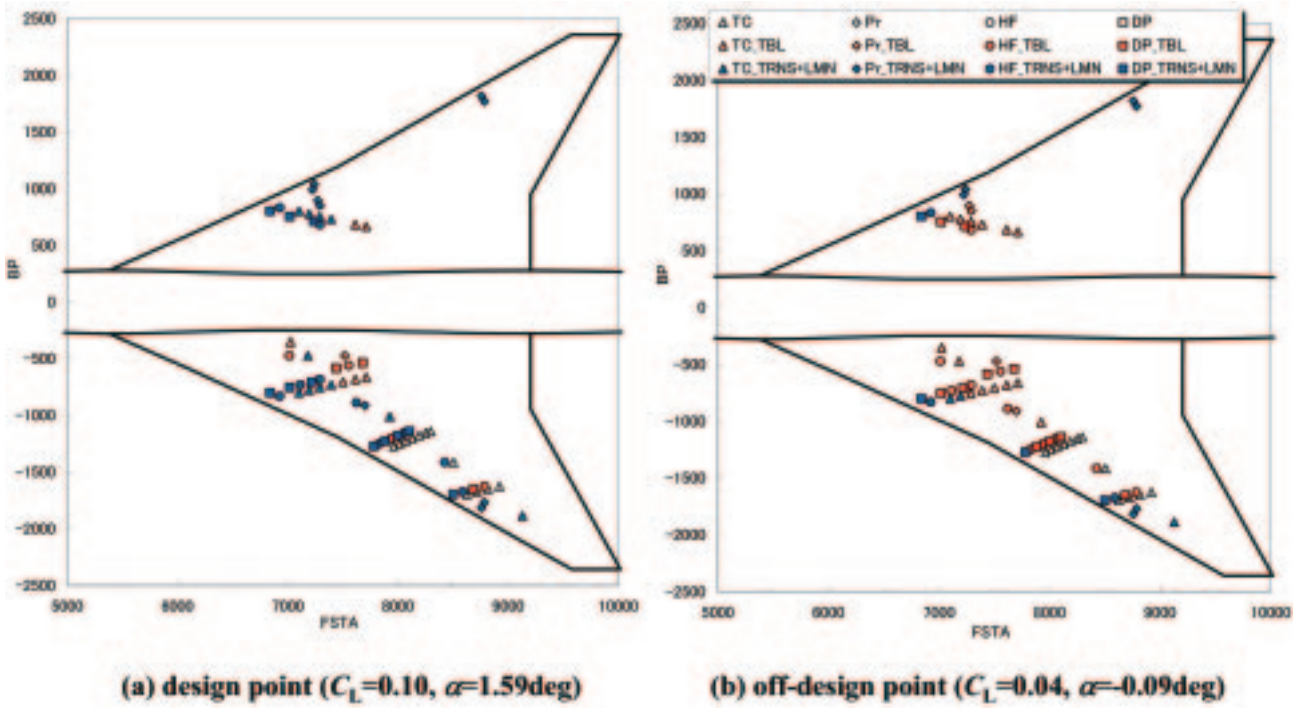 2500
2000
1500
1000
500
0
-500
-1000
-1500
-2000
-2500
BP
5000 6000 7000 8000 9000 10000
FSTA
(a) design point (CL=0.10, α=1.59deg)
TC Pr HF DP
TC_TBL Pr_TBL HF_TBL DP_TBL
TC_TRNS+LMN Pr_TRNS+LMN HF_TRNS+LMN DP_TRNS+LMN
2500
2000
1500
1000
500
0
-500
-1000
-1500
-2000
-2500
BP
5000 6000 7000 8000 9000 10000
FSTA
(b) off-design point (CL=0.04, α=-0.09deg)